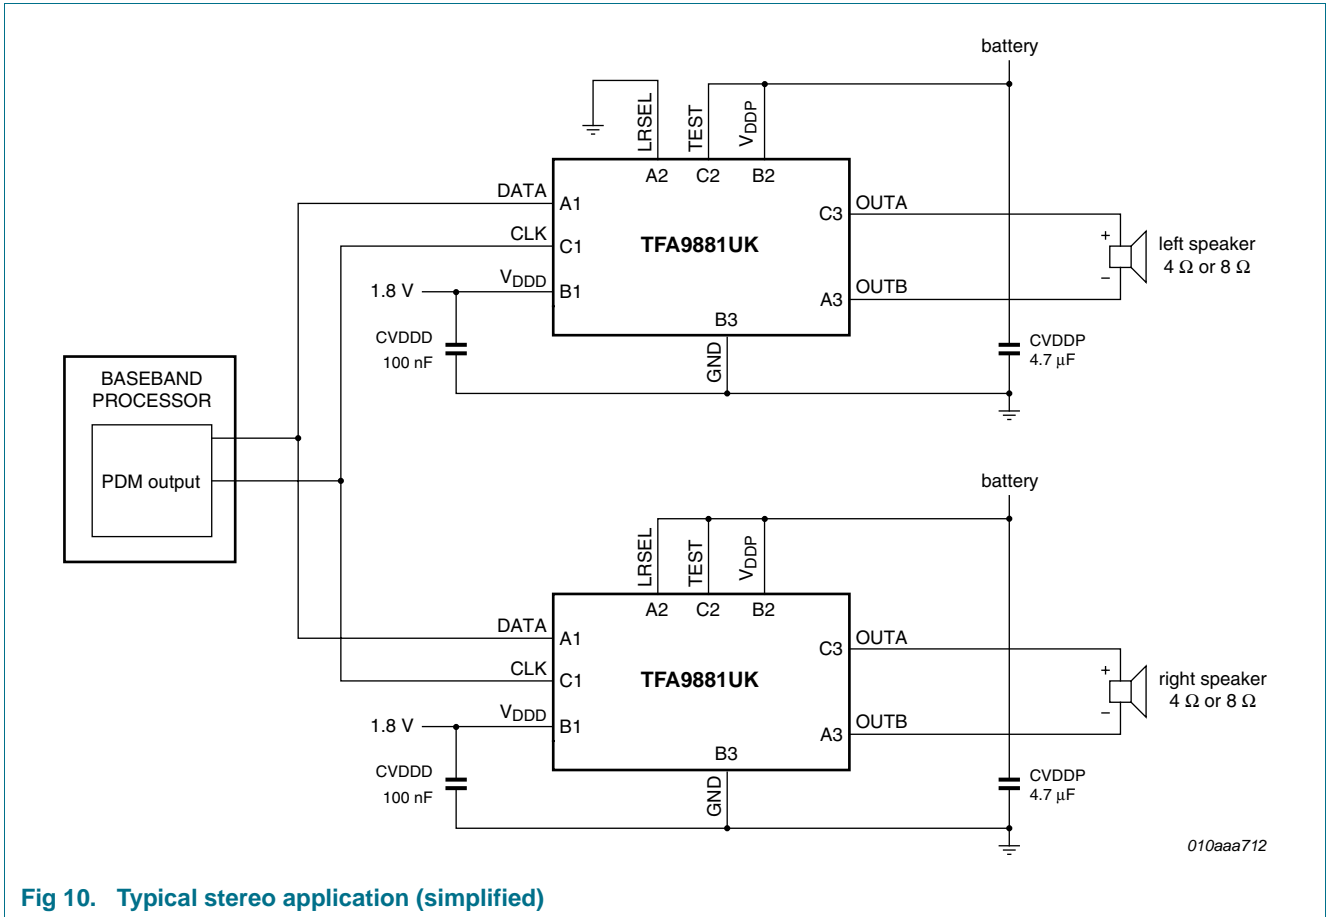 battery
LRSEL
TEST
VDDP
A2
C2
B2
DATA
A1
CLK
C1
VDDD
1.8 V
B1
TFA9881UK
C3
OUTA
A3
OUTB
B3
GND
+
−
left speaker
4 Ω or 8 Ω
CVDDD
100 nF
CVDDP
4.7 μF
BASEBAND
PROCESSOR
PDM output
battery
LRSEL
TEST
VDDP
A2
C2
B2
DATA
A1
CLK
C1
VDDD
1.8 V
B1
TFA9881UK
C3
OUTA
A3
OUTB
B3
GND
+
−
right speaker
4 Ω or 8 Ω
CVDDD
100 nF
CVDDP
4.7 μF
010aaa712
Fig 10. Typical stereo application (simplified)